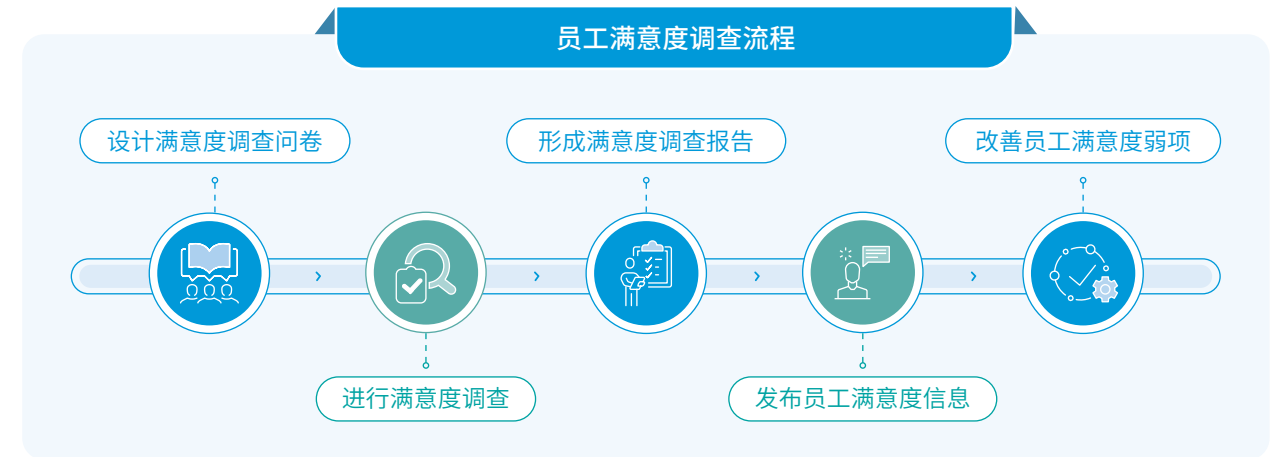 员工满意度调查流程
设计满意度调查问卷
进行满意度调查
形成满意度调查报告
发布员工满意度信息
改善员工满意度弱项